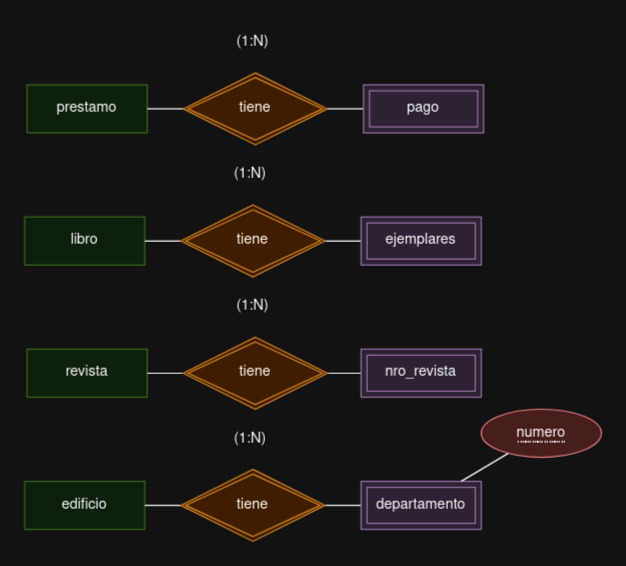 (1:N)
prestamo tiene pago
(1:N)
libro tiene ejemplares
(1:N)
revista tiene nro_revista
numero
(1:N)
edificio tiene departamento